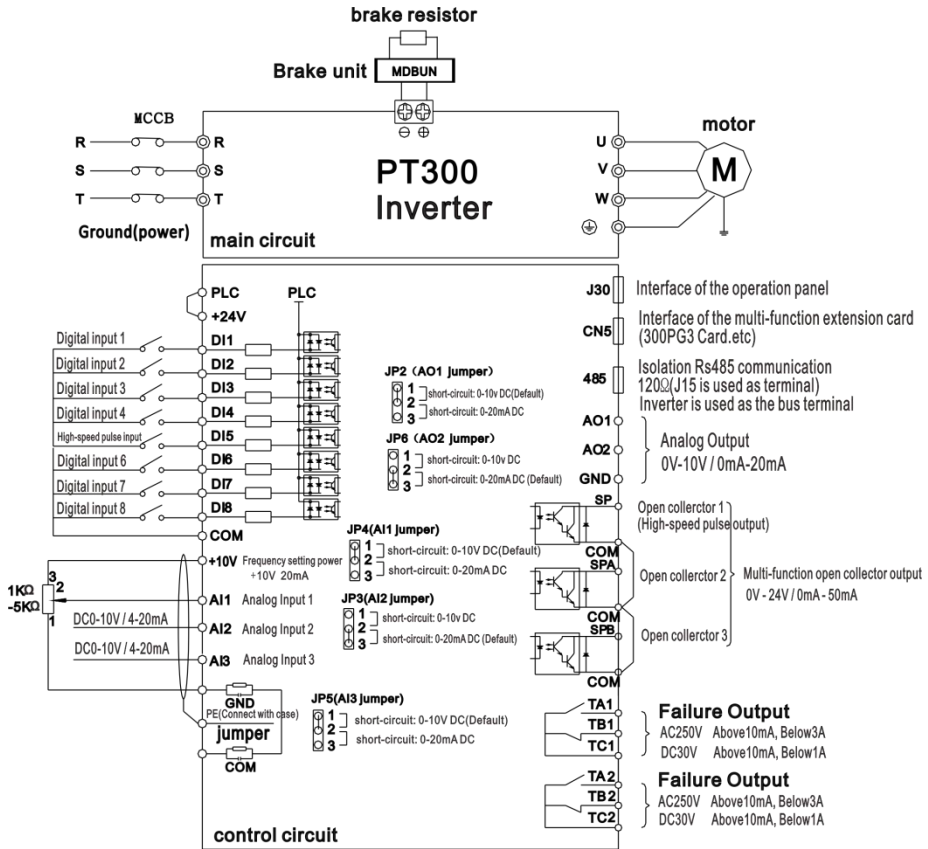 brake resistor
Brake unit
MDBUN
⊖ ⊕
MCCB
R
S
T
R
S
T
Ground(power)
PT300
Inverter
main circuit
U
V
W
motor
M
PLC
+24V
PLC
Digital input 1
DI1
Digital input 2
DI2
Digital input 3
DI3
Digital input 4
DI4
High-speed pulse input
DI5
Digital input 6
DI6
Digital input 7
DI7
Digital input 8
DI8
COM
+10V Frequency setting power
+10V 20mA
3
2
1
1KΩ
-5KΩ
AI1 Analog Input 1
DC0-10V / 4-20mA
AI2 Analog Input 2
DC0-10V / 4-20mA
AI3 Analog Input 3
GND
PE(Connect with case)
jumper
COM
control circuit
JP2 (AO1 jumper)
1
2
3
short-circuit: 0-10v DC(Default)
short-circuit: 0-20mA DC
JP6 (AO2 jumper)
1
2
3
short-circuit: 0-10v DC
short-circuit: 0-20mA DC (Default)
JP4(AI1 jumper)
1
2
3
short-circuit: 0-10V DC(Default)
short-circuit: 0-20mA DC
JP3(AI2 jumper)
1
2
3
short-circuit: 0-10v DC
short-circuit: 0-20mA DC (Default)
JP5(AI3 jumper)
1
2
3
short-circuit: 0-10V DC(Default)
short-circuit: 0-20mA DC
J30 Interface of the operation panel
CN5 Interface of the multi-function extension card
(300PG3 Card.etc)
485 Isolation Rs485 communication
120Ω(J15 is used as terminal)
Inverter is used as the bus terminal
AO1
AO2
GND
Analog Output
0V-10V / 0mA-20mA
SP
Open collerctor 1
(High-speed pulse output)
COM
SPA
Open collerctor 2
COM
SPB
Open collerctor 3
COM
Multi-function open collector output
0V - 24V / 0mA - 50mA
TA1
TB1
TC1
Failure Output
AC250V Above10mA, Below3A
DC30V Above10mA, Below1A
TA2
TB2
TC2
Failure Output
AC250V Above10mA, Below3A
DC30V Above10mA, Below1A